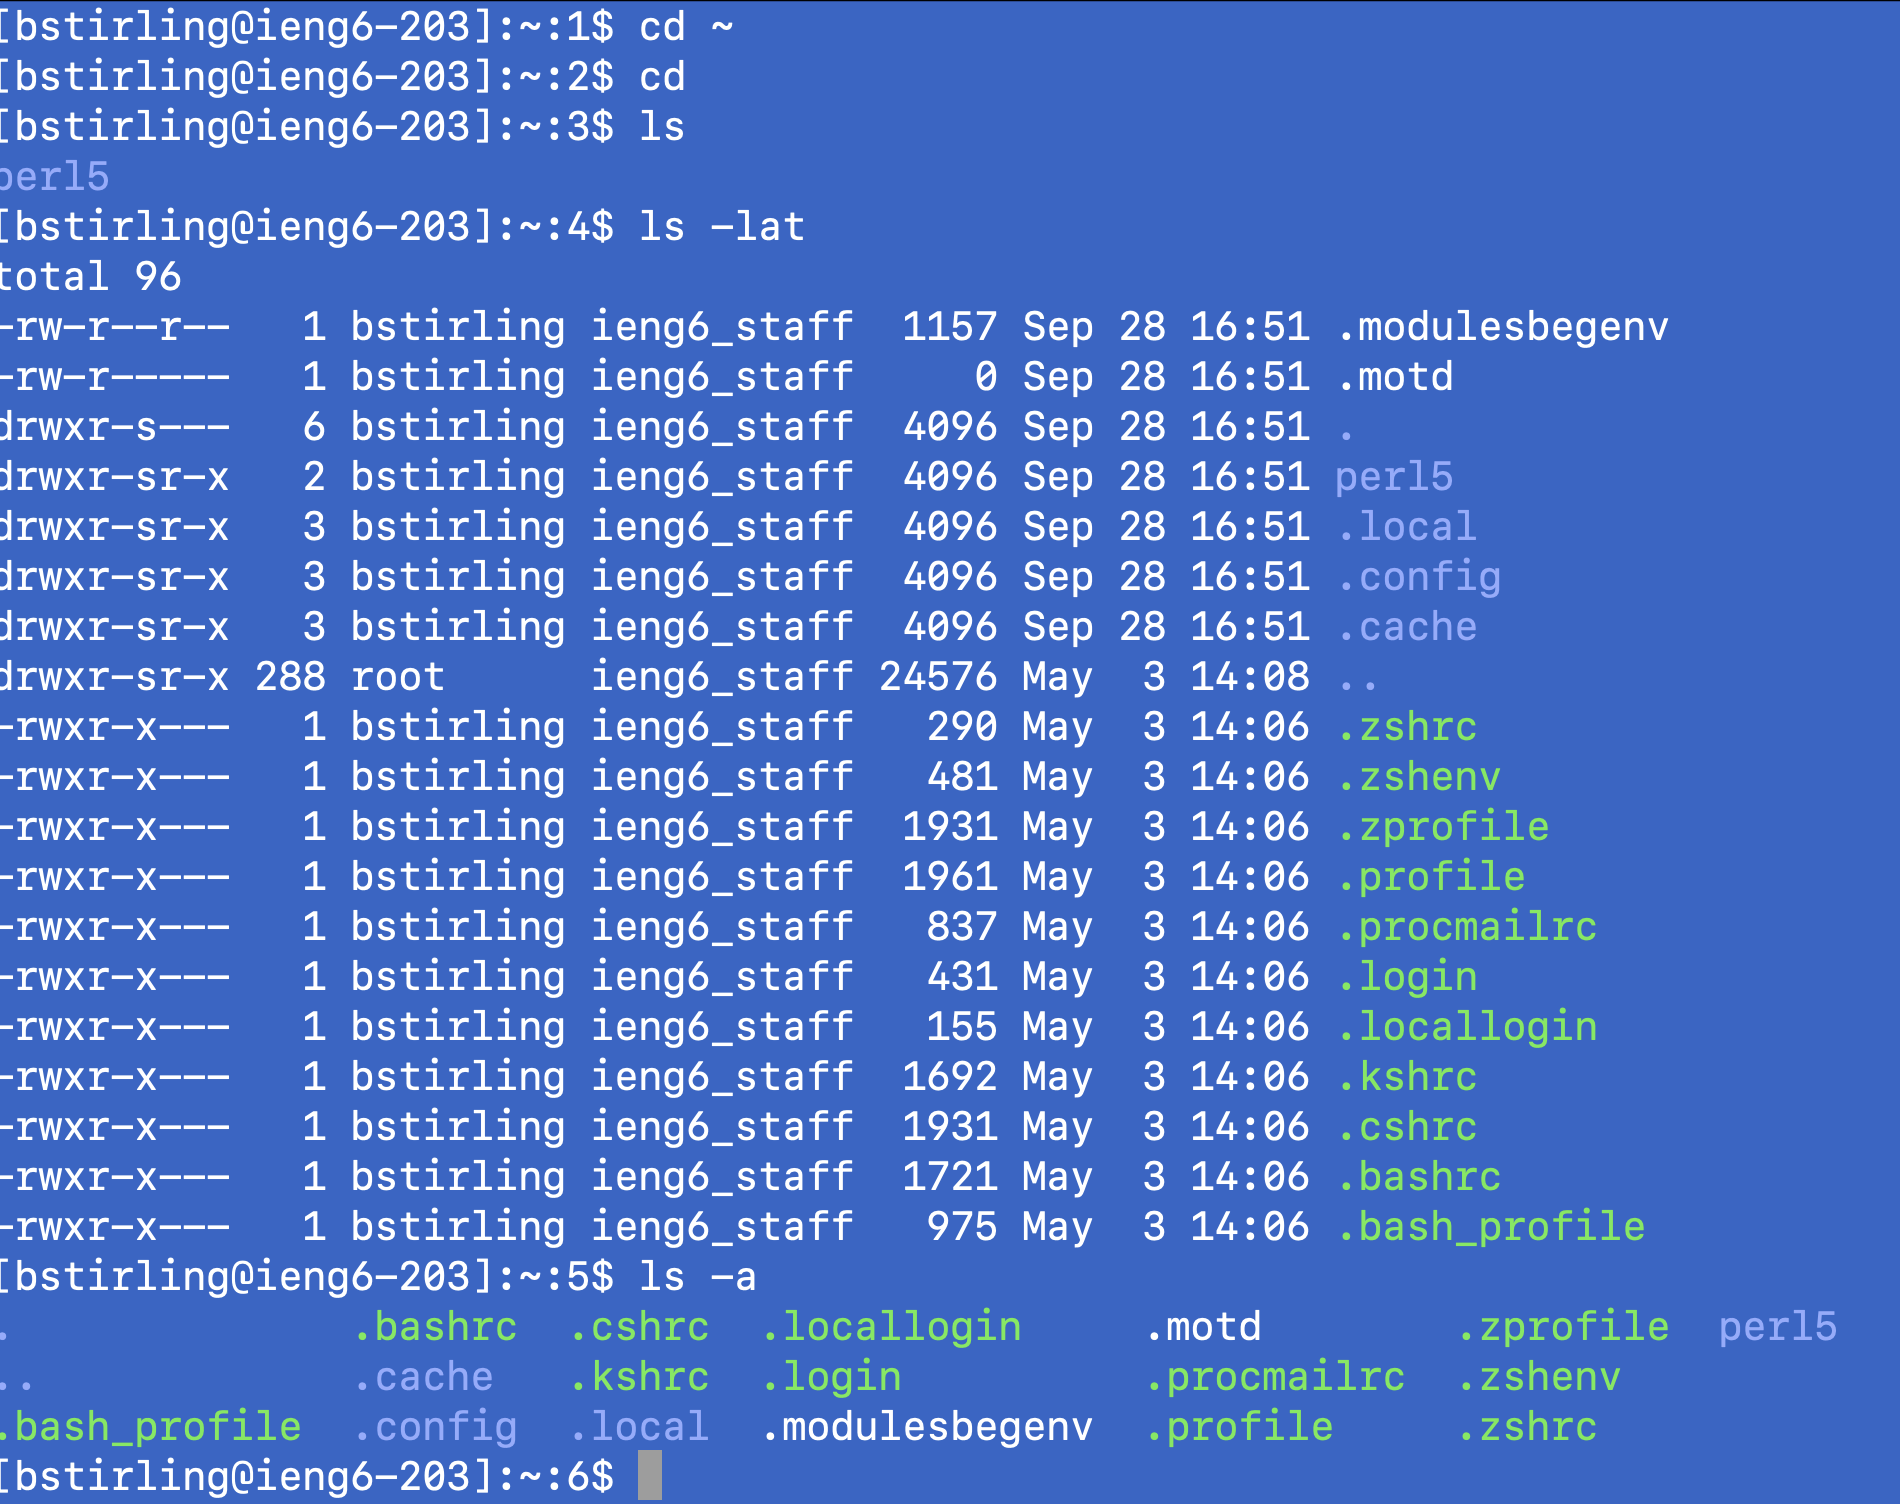 [bstirling@ieng6-203]:~:1$ cd ~
[bstirling@ieng6-203]:~:2$ cd
[bstirling@ieng6-203]:~:3$ ls
perl5
[bstirling@ieng6-203]:~:4$ ls -lat
total 96
-rw-r--r--   1 bstirling ieng6_staff  1157 Sep 28 16:51 .modulesbegenv
-rw-r-----   1 bstirling ieng6_staff     0 Sep 28 16:51 .motd
drwxr-s---   6 bstirling ieng6_staff  4096 Sep 28 16:51 .
drwxr-sr-x   2 bstirling ieng6_staff  4096 Sep 28 16:51 perl5
drwxr-sr-x   3 bstirling ieng6_staff  4096 Sep 28 16:51 .local
drwxr-sr-x   3 bstirling ieng6_staff  4096 Sep 28 16:51 .config
drwxr-sr-x   3 bstirling ieng6_staff  4096 Sep 28 16:51 .cache
drwxr-sr-x 288 root      ieng6_staff 24576 May  3 14:08 ..
-rwxr-x---   1 bstirling ieng6_staff   290 May  3 14:06 .zshrc
-rwxr-x---   1 bstirling ieng6_staff   481 May  3 14:06 .zshenv
-rwxr-x---   1 bstirling ieng6_staff  1931 May  3 14:06 .zprofile
-rwxr-x---   1 bstirling ieng6_staff  1961 May  3 14:06 .profile
-rwxr-x---   1 bstirling ieng6_staff   837 May  3 14:06 .procmailrc
-rwxr-x---   1 bstirling ieng6_staff   431 May  3 14:06 .login
-rwxr-x---   1 bstirling ieng6_staff   155 May  3 14:06 .locallogin
-rwxr-x---   1 bstirling ieng6_staff  1692 May  3 14:06 .kshrc
-rwxr-x---   1 bstirling ieng6_staff  1931 May  3 14:06 .cshrc
-rwxr-x---   1 bstirling ieng6_staff  1721 May  3 14:06 .bashrc
-rwxr-x---   1 bstirling ieng6_staff   975 May  3 14:06 .bash_profile
[bstirling@ieng6-203]:~:5$ ls -a
.              .bashrc  .cshrc  .locallogin     .motd        .zprofile  perl5
..             .cache   .kshrc  .login          .procmailrc  .zshenv
.bash_profile  .config  .local  .modulesbegenv  .profile     .zshrc
[bstirling@ieng6-203]:~:6$